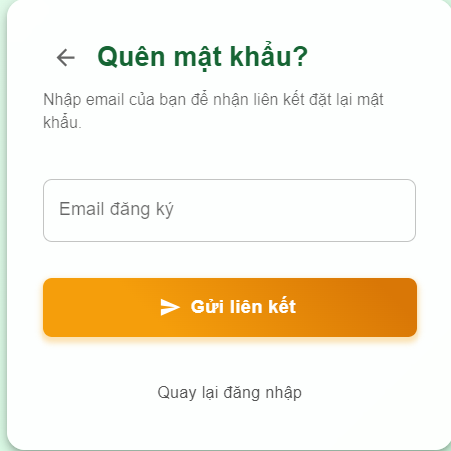 Quên mật khẩu?
Nhập email của bạn để nhận liên kết đặt lại mật
khẩu.
Email đăng ký
Gửi liên kết
Quay lại đăng nhập